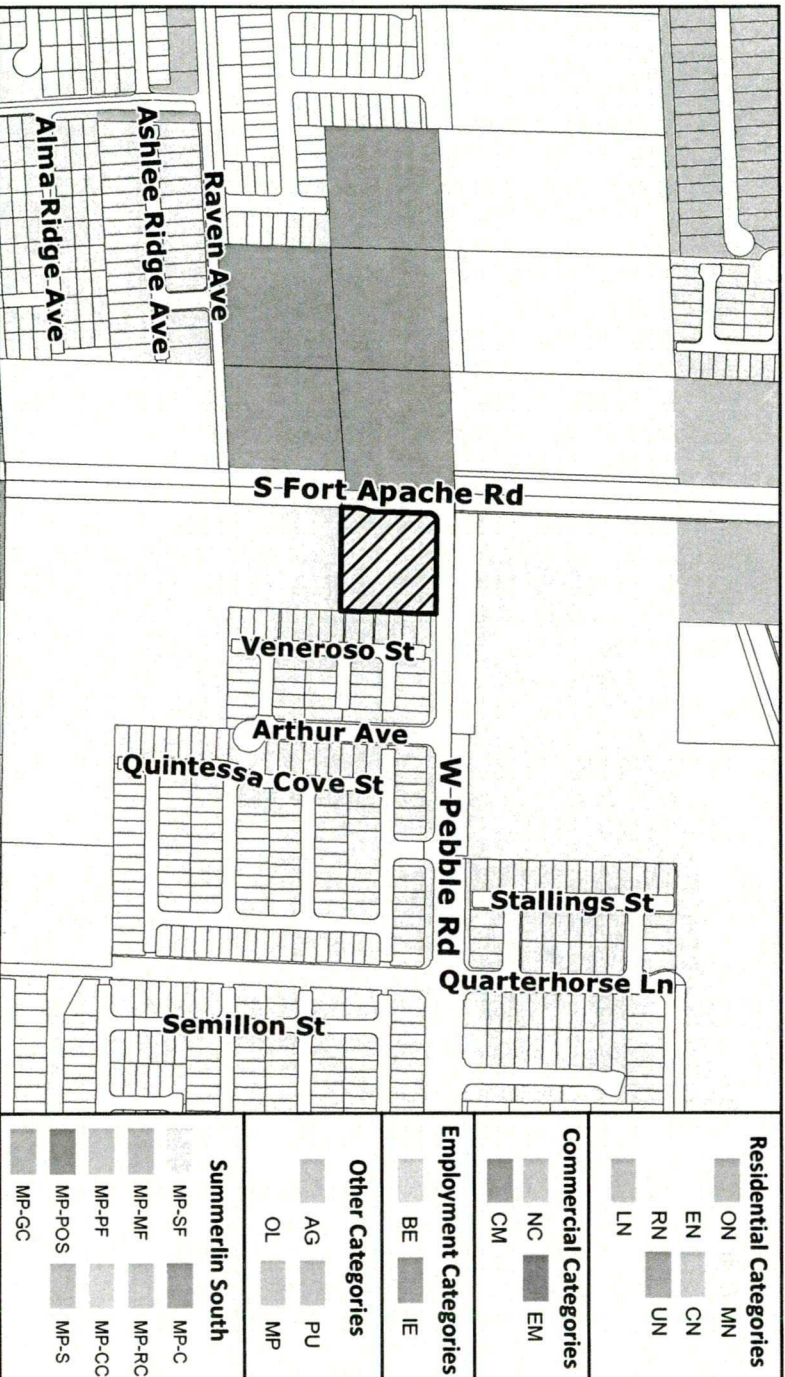 Raven Ave
Ashlee Ridge Ave
Alma Ridge Ave
S Fort Apache Rd
Veneroso St
Arthur Ave
Quintessa Cove St
W Pebble Rd
Stallings St
Quarterhorse Ln
Semillon St
Residential Categories
ON MN
EN CN
RN UN
LN
Commercial Categories
NC EM
CM
Employment Categories
BE IE
Other Categories
AG PU
OL MP
Summerlin South
MP-SF MP-C
MP-MF MP-RC
MP-PF MP-CC
MP-POS MP-S
MP-GC